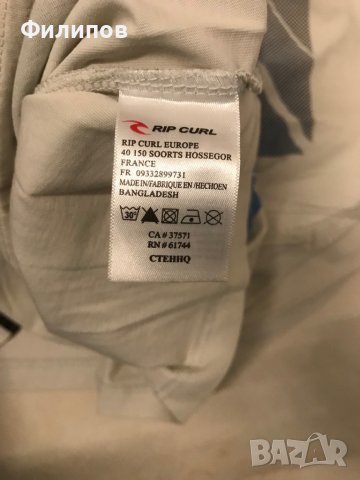 Филипов
RIP CURL
RIP CURL EUROPE
40 150 SOORTS HOSSEGOR
FRANCE
FR 09332899731
MADE IN/FABRIQUE EN/HECHOEN
BANGLADESH
30°
CA # 37571
RN # 61744
CTEHHQ
BAZAR